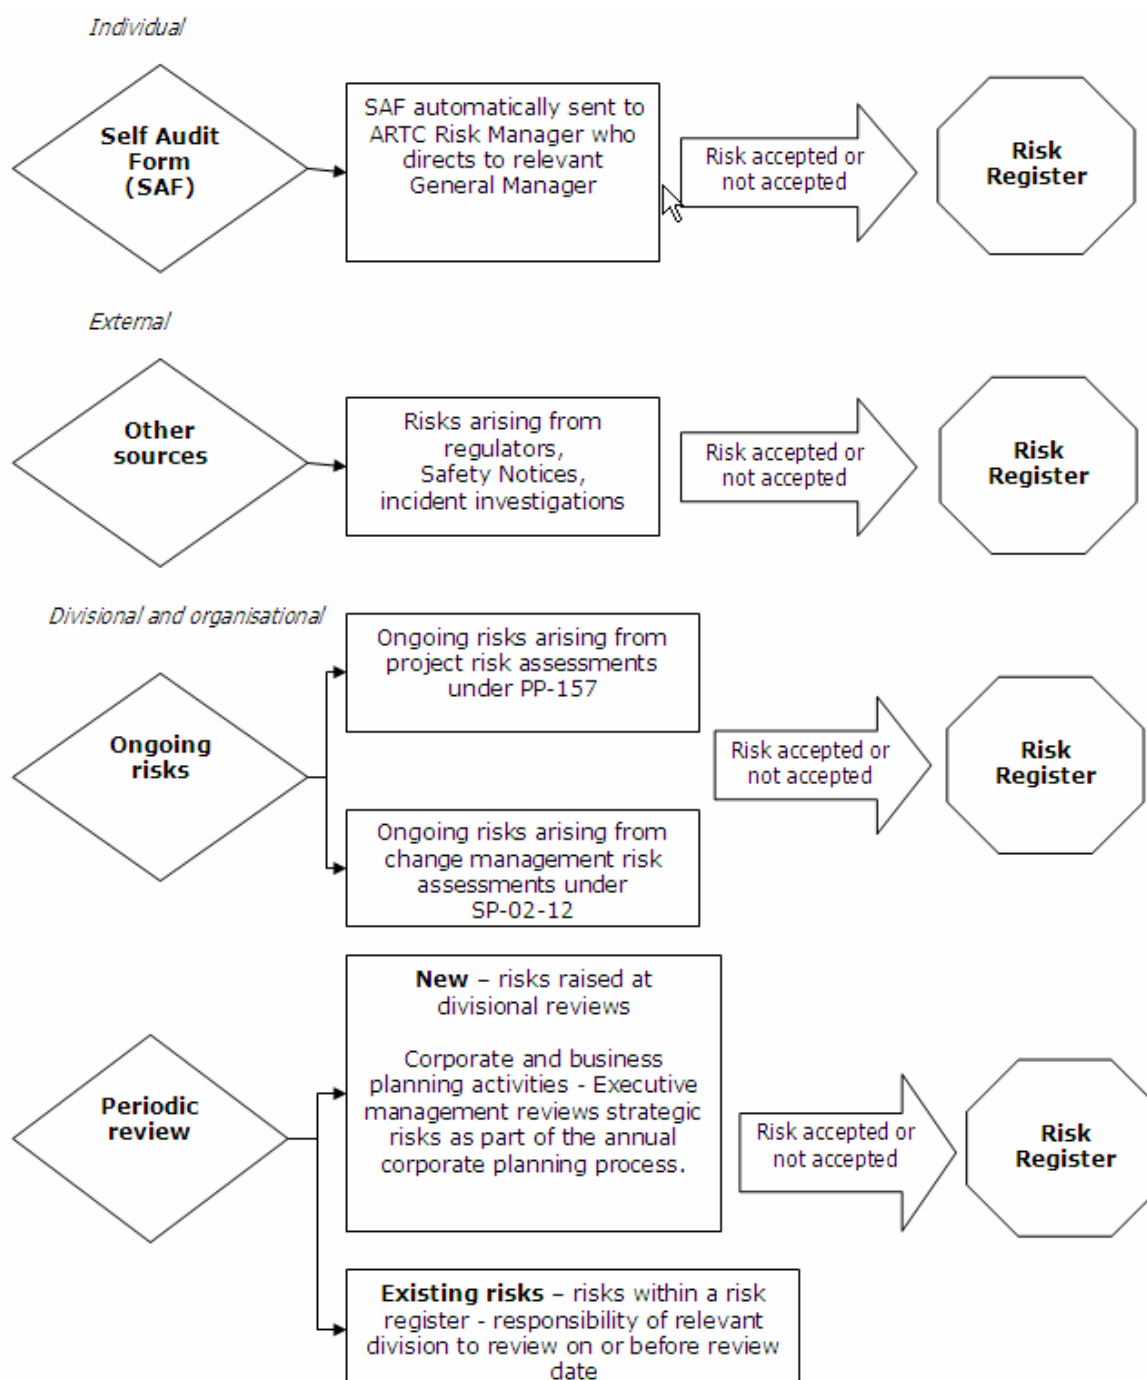 Individual
Self Audit
Form
(SAF)
SAF automatically sent to
ARTC Risk Manager who
directs to relevant
General Manager
Risk accepted or
not accepted
Risk
Register
External
Other
sources
Risks arising from
regulators,
Safety Notices,
incident investigations
Risk accepted or
not accepted
Risk
Register
Divisional and organisational
Ongoing
risks
Ongoing risks arising from
project risk assessments
under PP-157
Ongoing risks arising from
change management risk
assessments under
SP-02-12
Risk accepted or
not accepted
Risk
Register
Periodic
review
New – risks raised at
divisional reviews
Corporate and business
planning activities - Executive
management reviews strategic
risks as part of the annual
corporate planning process.
Existing risks – risks within a risk
register - responsibility of relevant
division to review on or before review
date
Risk accepted or
not accepted
Risk
Register